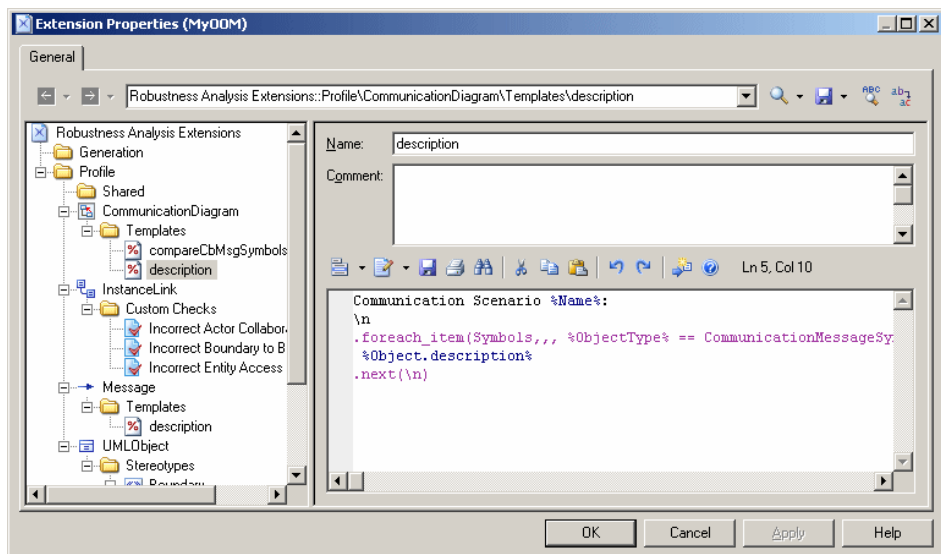 Extension Properties (MyOOM)
General
Robustness Analysis Extensions::Profile\CommunicationDiagram\Templates\description
Robustness Analysis Extensions
Generation
Profile
Shared
CommunicationDiagram
Templates
compareCbMsgSymbols
description
InstanceLink
Custom Checks
Incorrect Actor Collabor
Incorrect Boundary to B
Incorrect Entity Access
Message
Templates
description
UMLObject
Stereotypes
Boundary
Name: description
Comment:
Ln 5, Col 10
Communication Scenario %Name%:
\n
.foreach_item(Symbols,,, %ObjectType% == CommunicationMessageSy
%Object.description%
.next(\n)
OK Cancel Apply Help